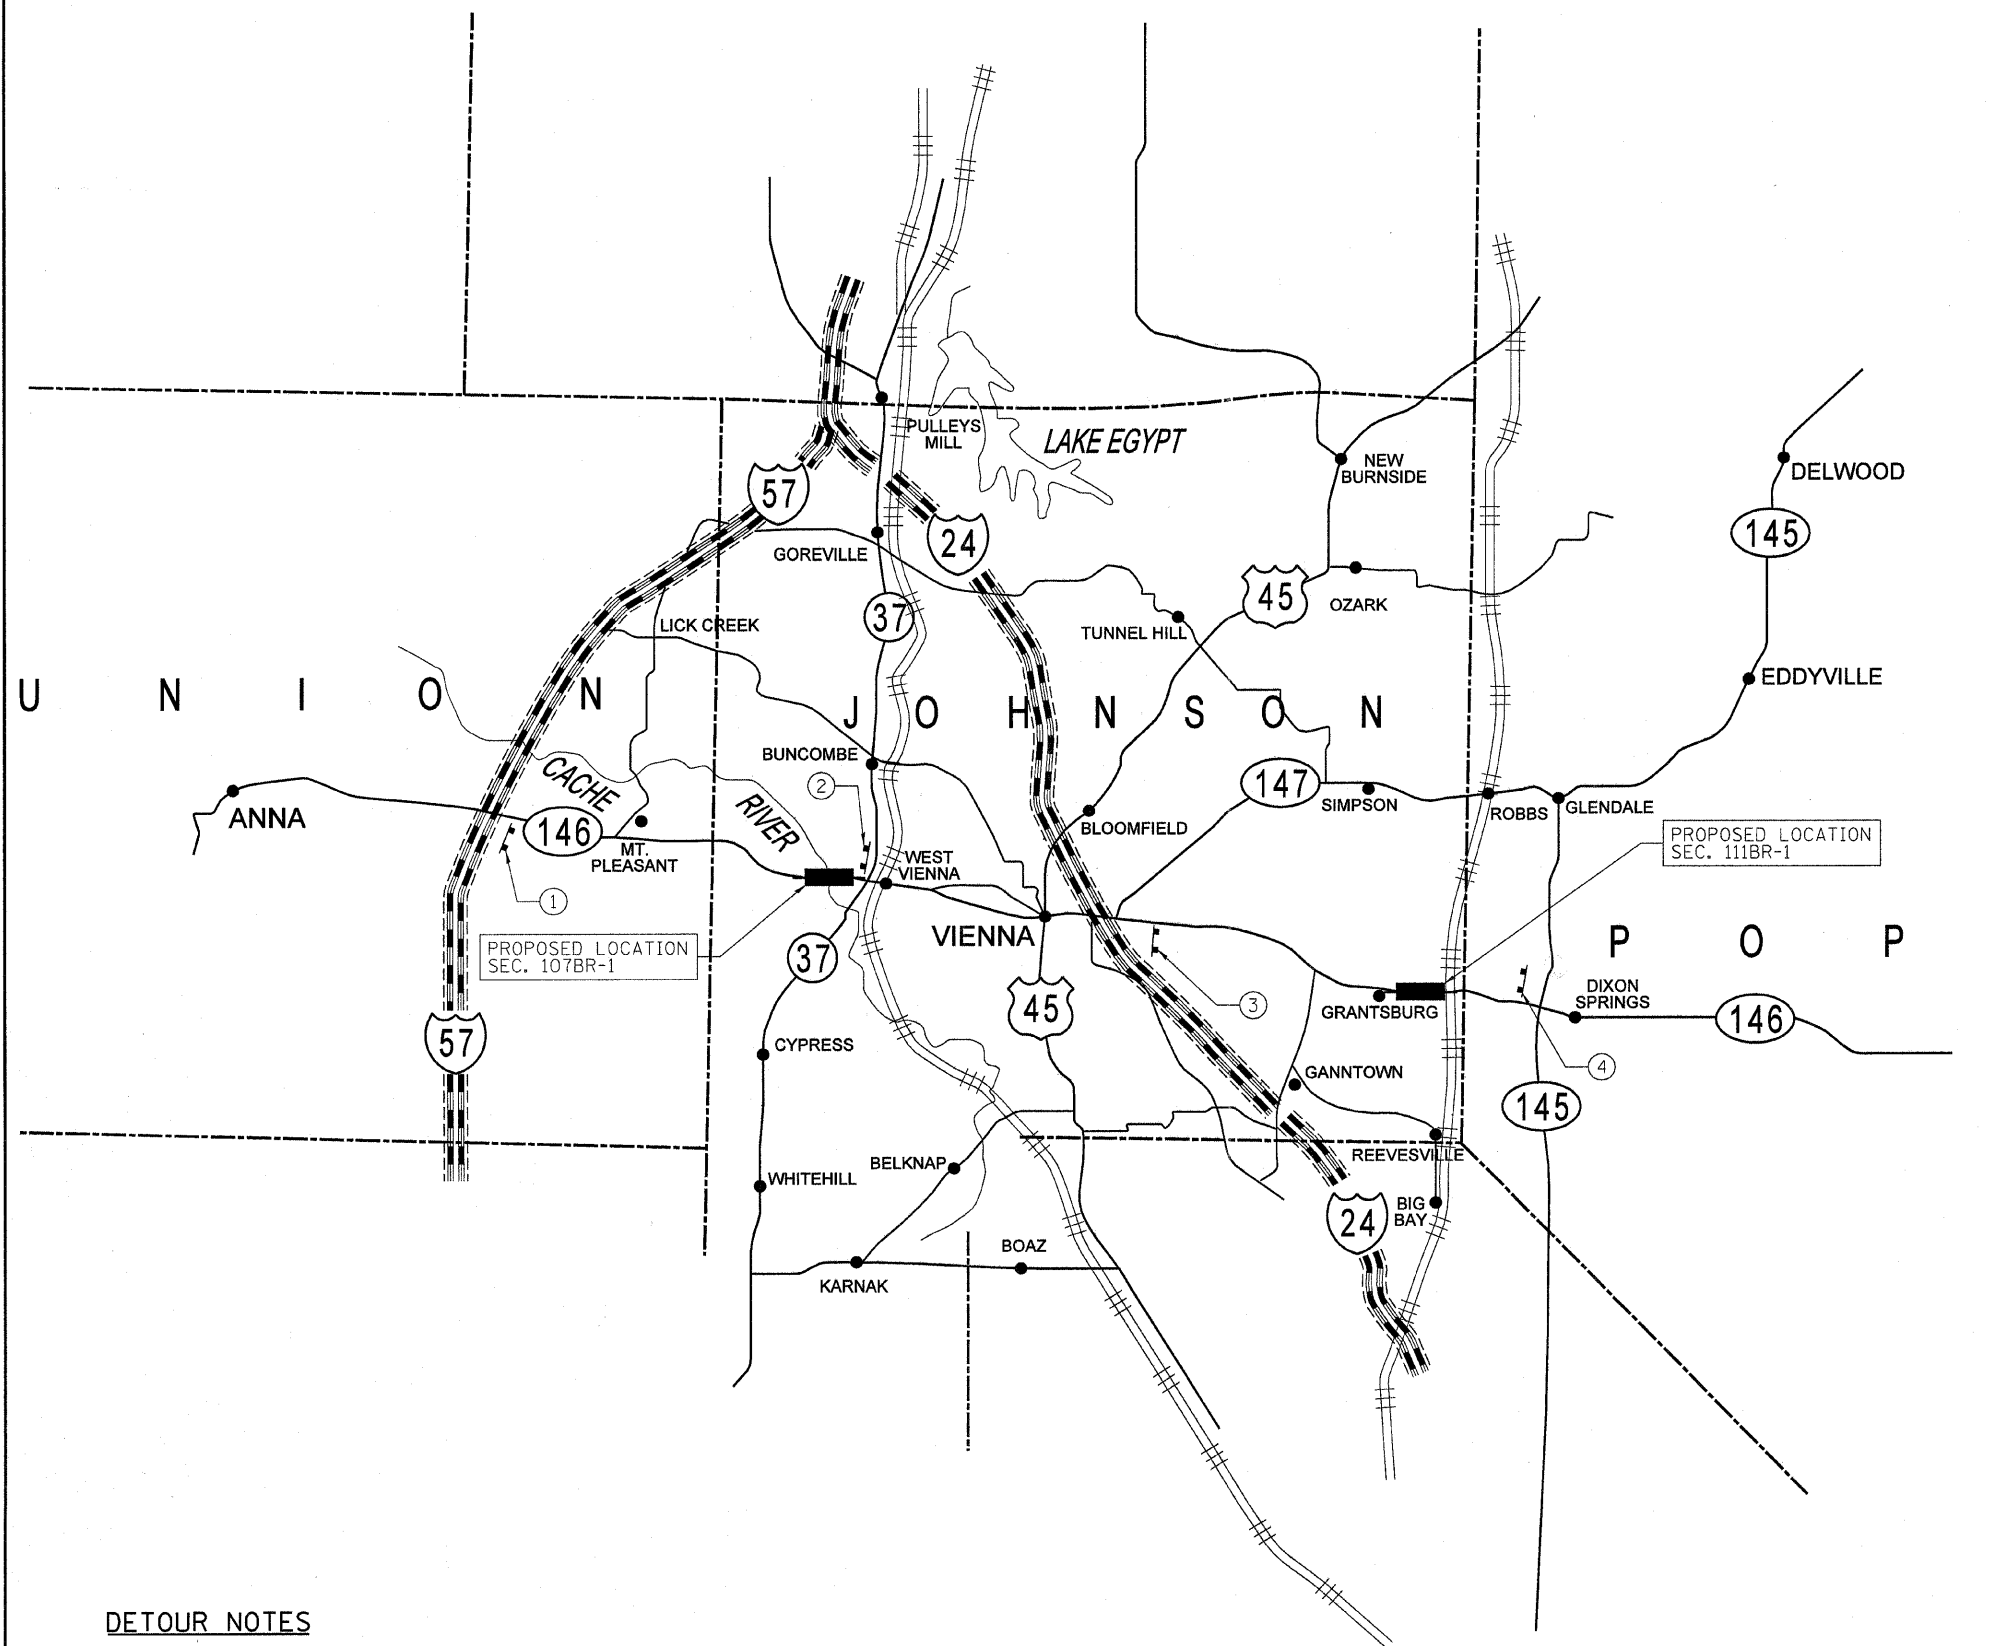 PULLEYS
MILL
LAKE EGYPT
NEW
BURNSIDE
DELWOOD
57
24
145
GOREVILLE
45
OZARK
37
LICK CREEK
TUNNEL HILL
EDDYVILLE
U N I O N
J O H N S O N
BUNCOMBE
CACHE
RIVER
2
147
SIMPSON
ROBBS
GLENDALE
ANNA
146
BLOOMFIELD
MT.
PLEASANT
WEST
VIENNA
PROPOSED LOCATION
SEC. 111BR-1
1
VIENNA
P O P
PROPOSED LOCATION
SEC. 107BR-1
37
45
3
GRANTSBURG
DIXON
SPRINGS
146
57
CYPRESS
GANNTOWN
4
145
REEVESVILLE
BELKNAP
WHITEHILL
24
BIG
BAY
BOAZ
KARNAK
DETOUR NOTES